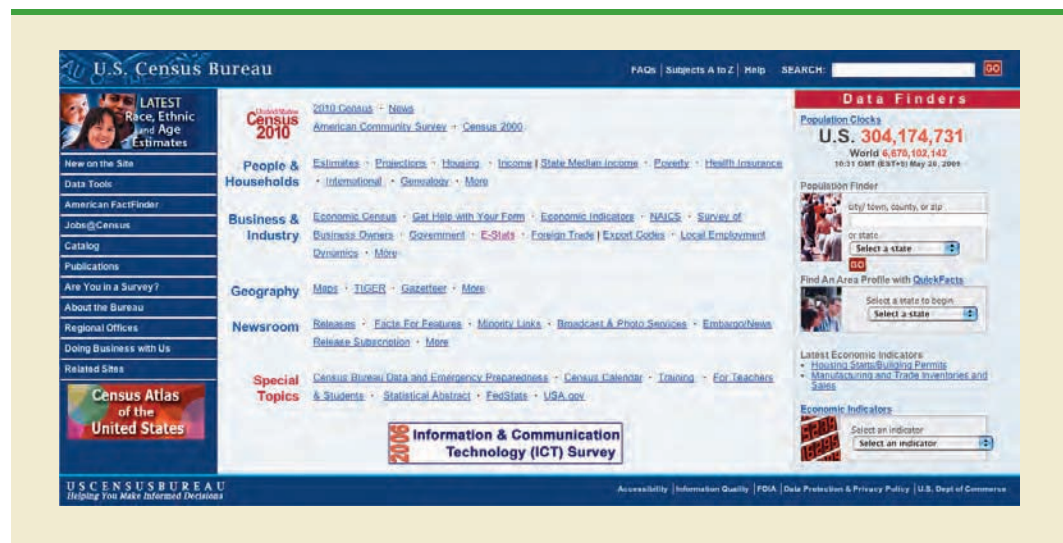 U.S. Census Bureau
FAQs | Subjects A to Z | Help SEARCH: GO
LATEST
Race, Ethnic
and Age
Estimates
New on the Site
Data Tools
American FactFinder
Jobs@Census
Catalog
Publications
Are You in a Survey?
About the Bureau
Regional Offices
Doing Business with Us
Related Sites
Census Atlas
of the
United States
United States
Census
2010
2010 Census · News
American Community Survey · Census 2000
People &
Households
Estimates · Projections · Housing · Income | State Median Income · Poverty · Health Insurance
· International · Genealogy · More
Business &
Industry
Economic Census · Get Help with Your Form · Economic Indicators · NAICS · Survey of
Business Owners · Government · E-Stats · Foreign Trade | Export Codes · Local Employment
Dynamics · More
Geography
Maps · TIGER · Gazetteer · More
Newsroom
Releases · Facts For Features · Minority Links · Broadcast & Photo Services · Embargo/News
Release Subscription · More
Special
Topics
Census Bureau Data and Emergency Preparedness · Census Calendar · Training · For Teachers
& Students · Statistical Abstract · FedStats · USA.gov
2006
Information & Communication
Technology (ICT) Survey
Data Finders
Population Clocks
U.S. 304,174,731
World 6,670,102,142
GMT (EST+5) May 20,
Population Finder
city/ town, county, or zip
or state
Select a state
GO
Find An Area Profile with QuickFacts
Select a state to begin
Select a state
Latest Economic Indicators
• Housing Starts/Building Permits
• Manufacturing and Trade Inventories and
Sales
Economic Indicators
Select an indicator
Select an indicator
USCENSUSBUREAU
Helping You Make Informed Decisions
Accessibility | Information Quality | FOIA | Data Protection & Privacy Policy | U.S. Dept of Commerce